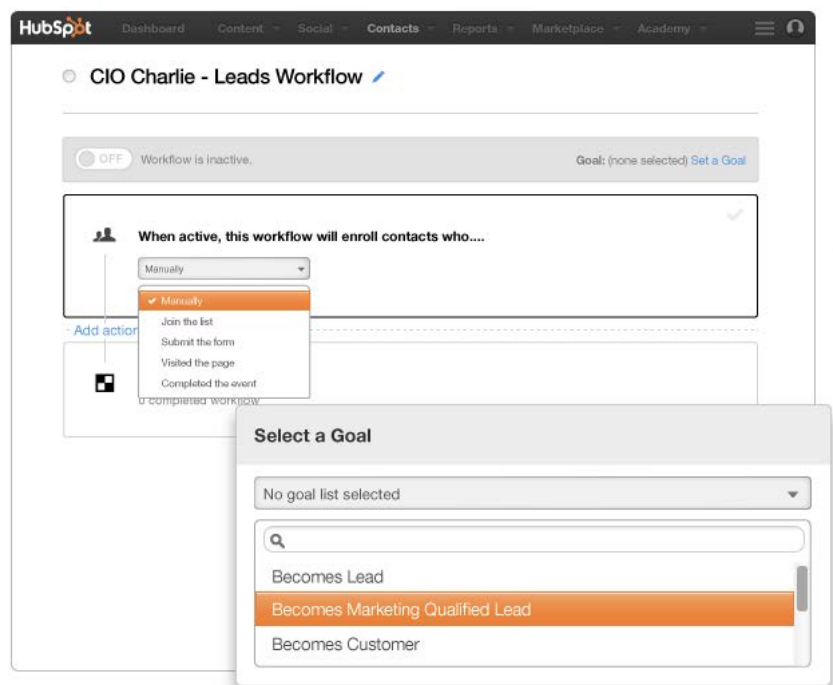 HubSpot Dashboard Content Social Contacts Reports Marketplace Academy
CIO Charlie - Leads Workflow
OFF Workflow is inactive. Goal: (none selected) Set a Goal
When active, this workflow will enroll contacts who....
Manually
Manually
Join the list
Add action
Submit the form
Visited the page
Completed the event
0 completed workflow
Select a Goal
No goal list selected
Becomes Lead
Becomes Marketing Qualified Lead
Becomes Customer